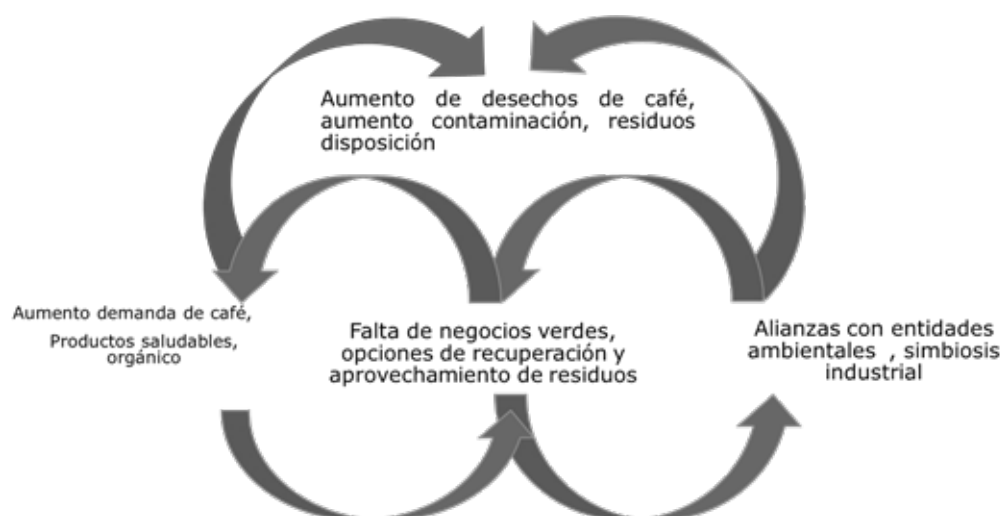 Aumento de desechos de café,
aumento contaminación, residuos
disposición
Aumento demanda de café,
Productos saludables,
orgánico
Falta de negocios verdes,
opciones de recuperación y
aprovechamiento de residuos
Alianzas con entidades
ambientales , simbiosis
industrial